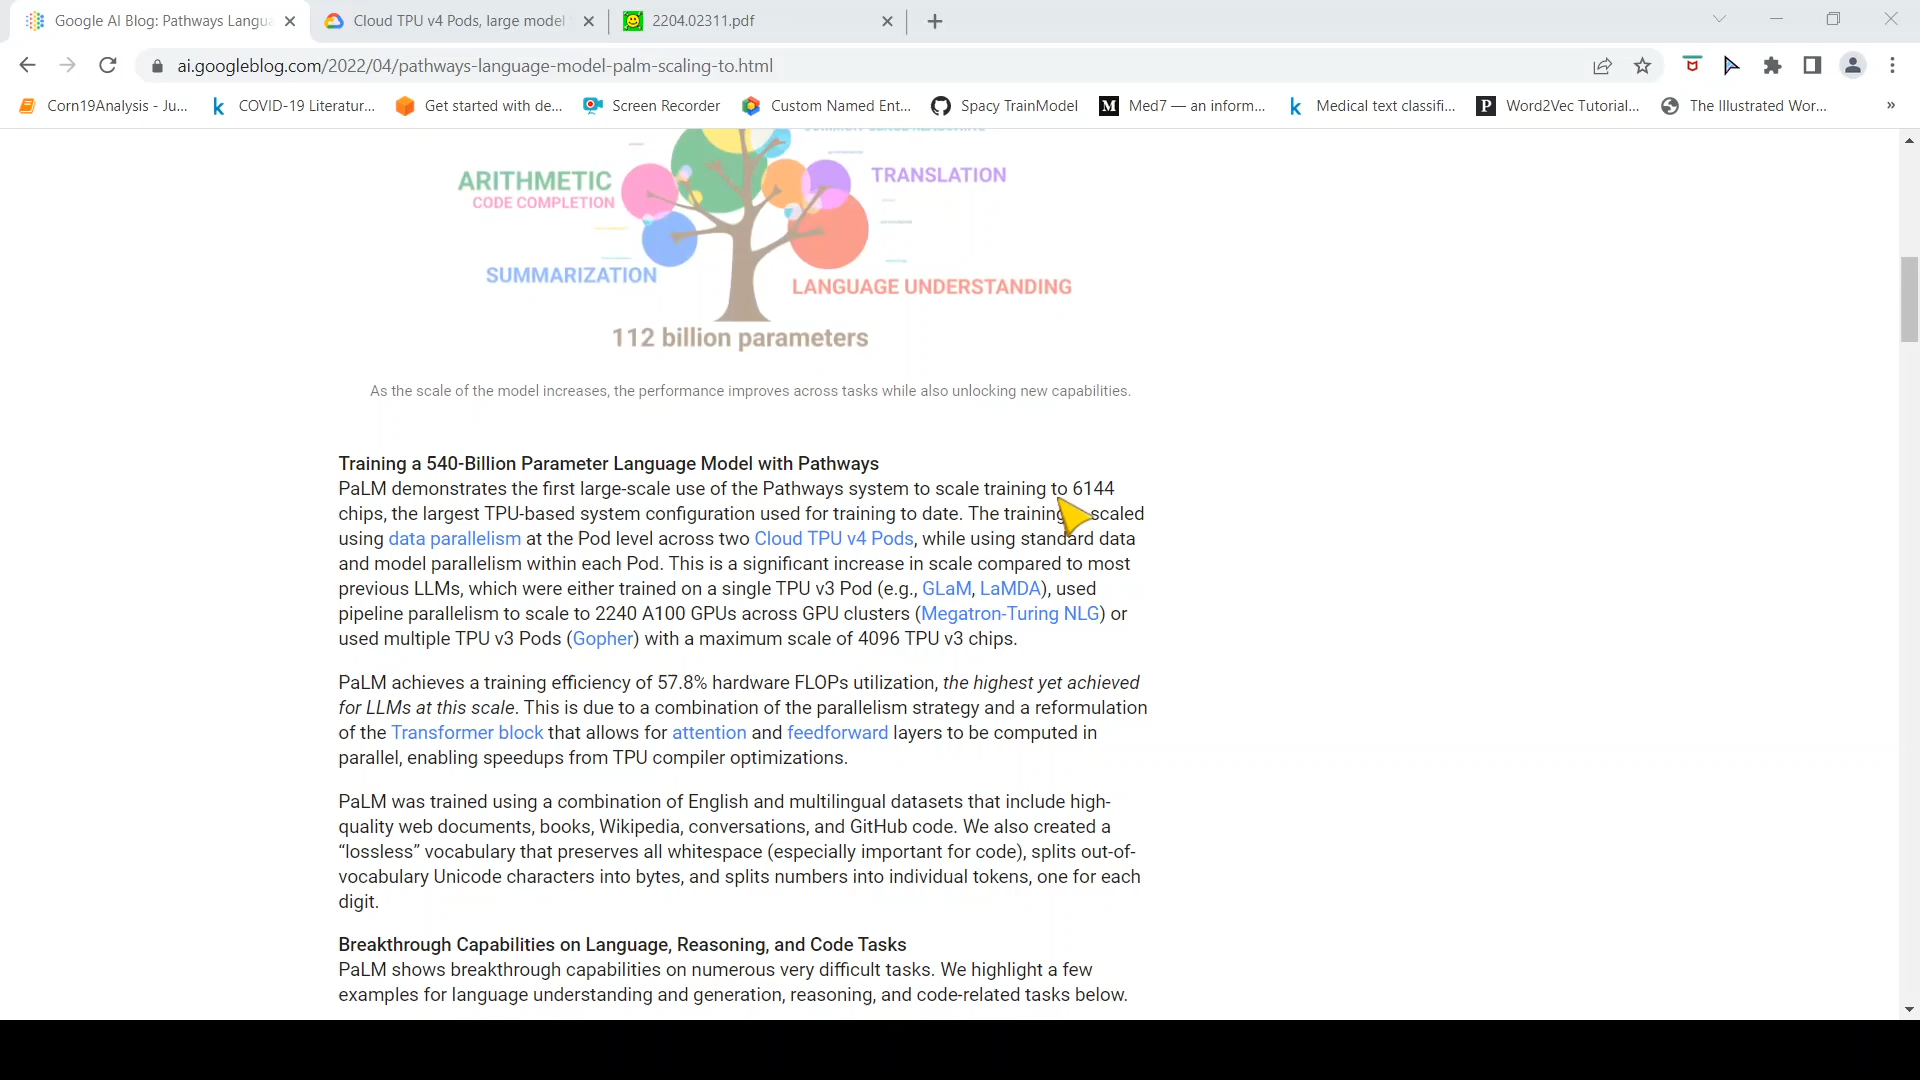 Google AI Blog: Pathways Langua
Cloud TPU v4 Pods, large model
2204.02311.pdf
ai.googleblog.com/2022/04/pathways-language-model-palm-scaling-to.html
Corn19Analysis - Ju...
COVID-19 Literatur...
Get started with de...
Screen Recorder
Custom Named Ent...
Spacy TrainModel
Med7 — an inform...
Medical text classifi...
Word2Vec Tutorial...
The Illustrated Wor...
»
ARITHMETIC
CODE COMPLETION
TRANSLATION
SUMMARIZATION
LANGUAGE UNDERSTANDING
112 billion parameters
As the scale of the model increases, the performance improves across tasks while also unlocking new capabilities.
Training a 540-Billion Parameter Language Model with Pathways
PaLM demonstrates the first large-scale use of the Pathways system to scale training to 6144
chips, the largest TPU-based system configuration used for training to date. The training scaled
using data parallelism at the Pod level across two Cloud TPU v4 Pods, while using standard data
and model parallelism within each Pod. This is a significant increase in scale compared to most
previous LLMs, which were either trained on a single TPU v3 Pod (e.g., GLaM, LaMDA), used
pipeline parallelism to scale to 2240 A100 GPUs across GPU clusters (Megatron-Turing NLG) or
used multiple TPU v3 Pods (Gopher) with a maximum scale of 4096 TPU v3 chips.
PaLM achieves a training efficiency of 57.8% hardware FLOPs utilization, the highest yet achieved
for LLMs at this scale. This is due to a combination of the parallelism strategy and a reformulation
of the Transformer block that allows for attention and feedforward layers to be computed in
parallel, enabling speedups from TPU compiler optimizations.
PaLM was trained using a combination of English and multilingual datasets that include high-
quality web documents, books, Wikipedia, conversations, and GitHub code. We also created a
“lossless” vocabulary that preserves all whitespace (especially important for code), splits out-of-
vocabulary Unicode characters into bytes, and splits numbers into individual tokens, one for each
digit.
Breakthrough Capabilities on Language, Reasoning, and Code Tasks
PaLM shows breakthrough capabilities on numerous very difficult tasks. We highlight a few
examples for language understanding and generation, reasoning, and code-related tasks below.